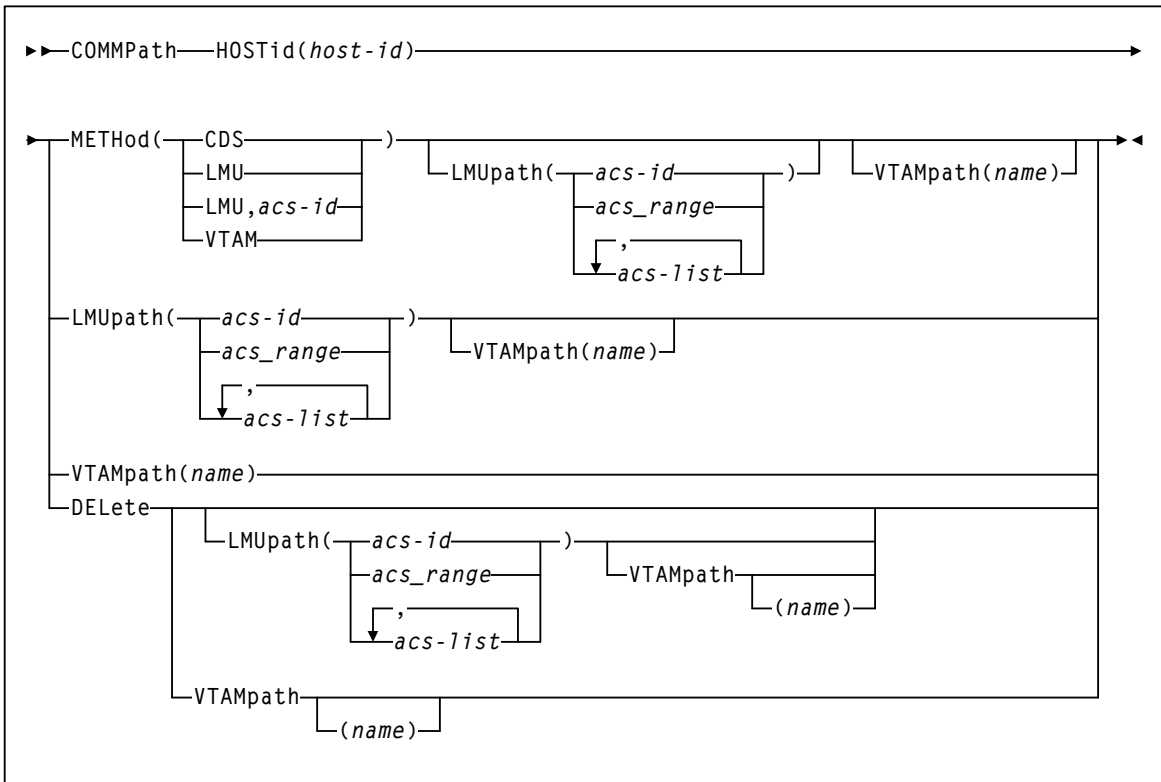 COMMPath HOSTid(host-id)
METHod( CDS ) LMUpath( acs-id ) VTAMpath(name)
LMU acs_range
LMU,acs-id ,
VTAM acs-list
LMUpath( acs-id ) VTAMpath(name)
acs_range
,
acs-list
VTAMpath(name)
DELete
LMUpath( acs-id ) VTAMpath
acs_range (name)
,
acs-list
VTAMpath
(name)